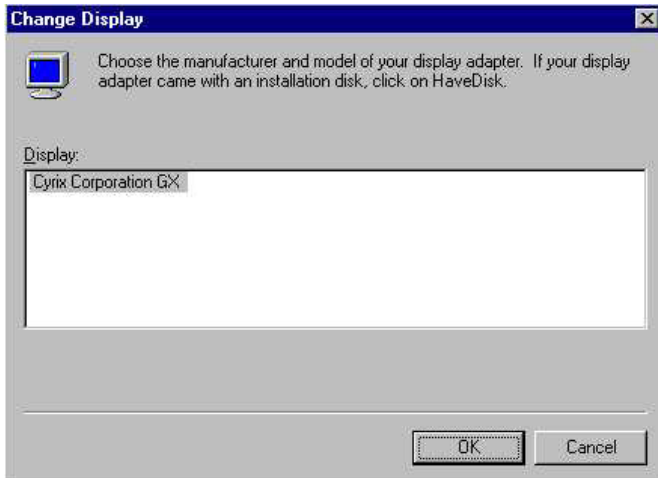 Change Display
Choose the manufacturer and model of your display adapter. If your display
adapter came with an installation disk, click on HaveDisk.
Display:
Cyrix Corporation GX
OK
Cancel